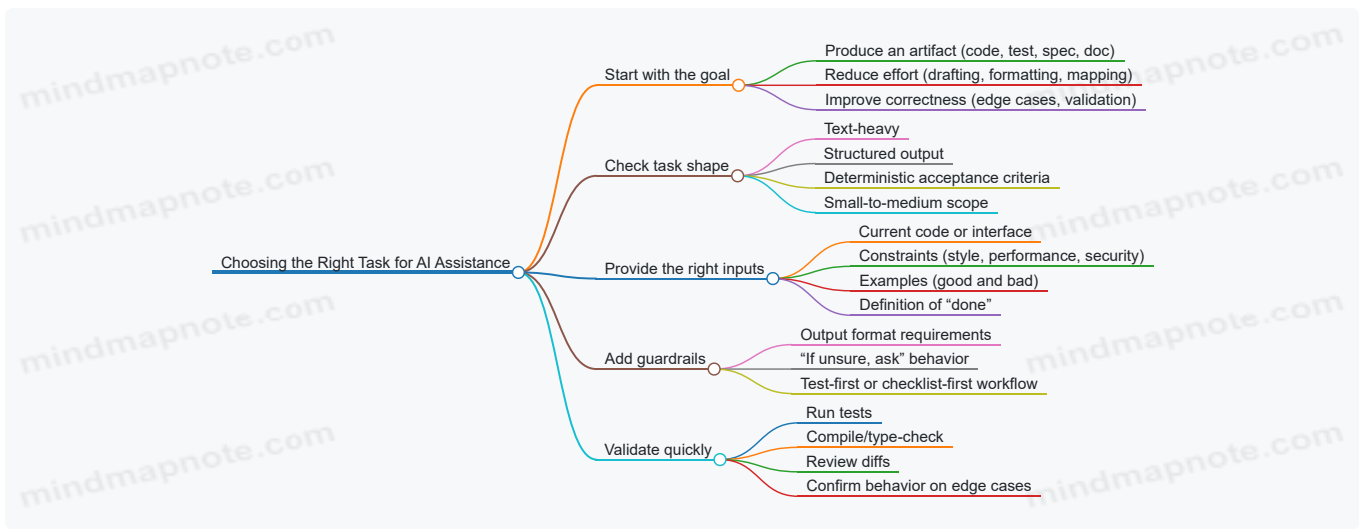 Choosing the Right Task for AI Assistance
Start with the goal
Produce an artifact (code, test, spec, doc)
Reduce effort (drafting, formatting, mapping)
Improve correctness (edge cases, validation)
Check task shape
Text-heavy
Structured output
Deterministic acceptance criteria
Small-to-medium scope
Provide the right inputs
Current code or interface
Constraints (style, performance, security)
Examples (good and bad)
Definition of “done”
Add guardrails
Output format requirements
“If unsure, ask” behavior
Test-first or checklist-first workflow
Validate quickly
Run tests
Compile/type-check
Review diffs
Confirm behavior on edge cases
mindmapnote.com
mindmapnote.com
mindmapnote.com
mindmapnote.com
mindmapnote.com
mindmapnote.com
mindmapnote.com
mindmapnote.com